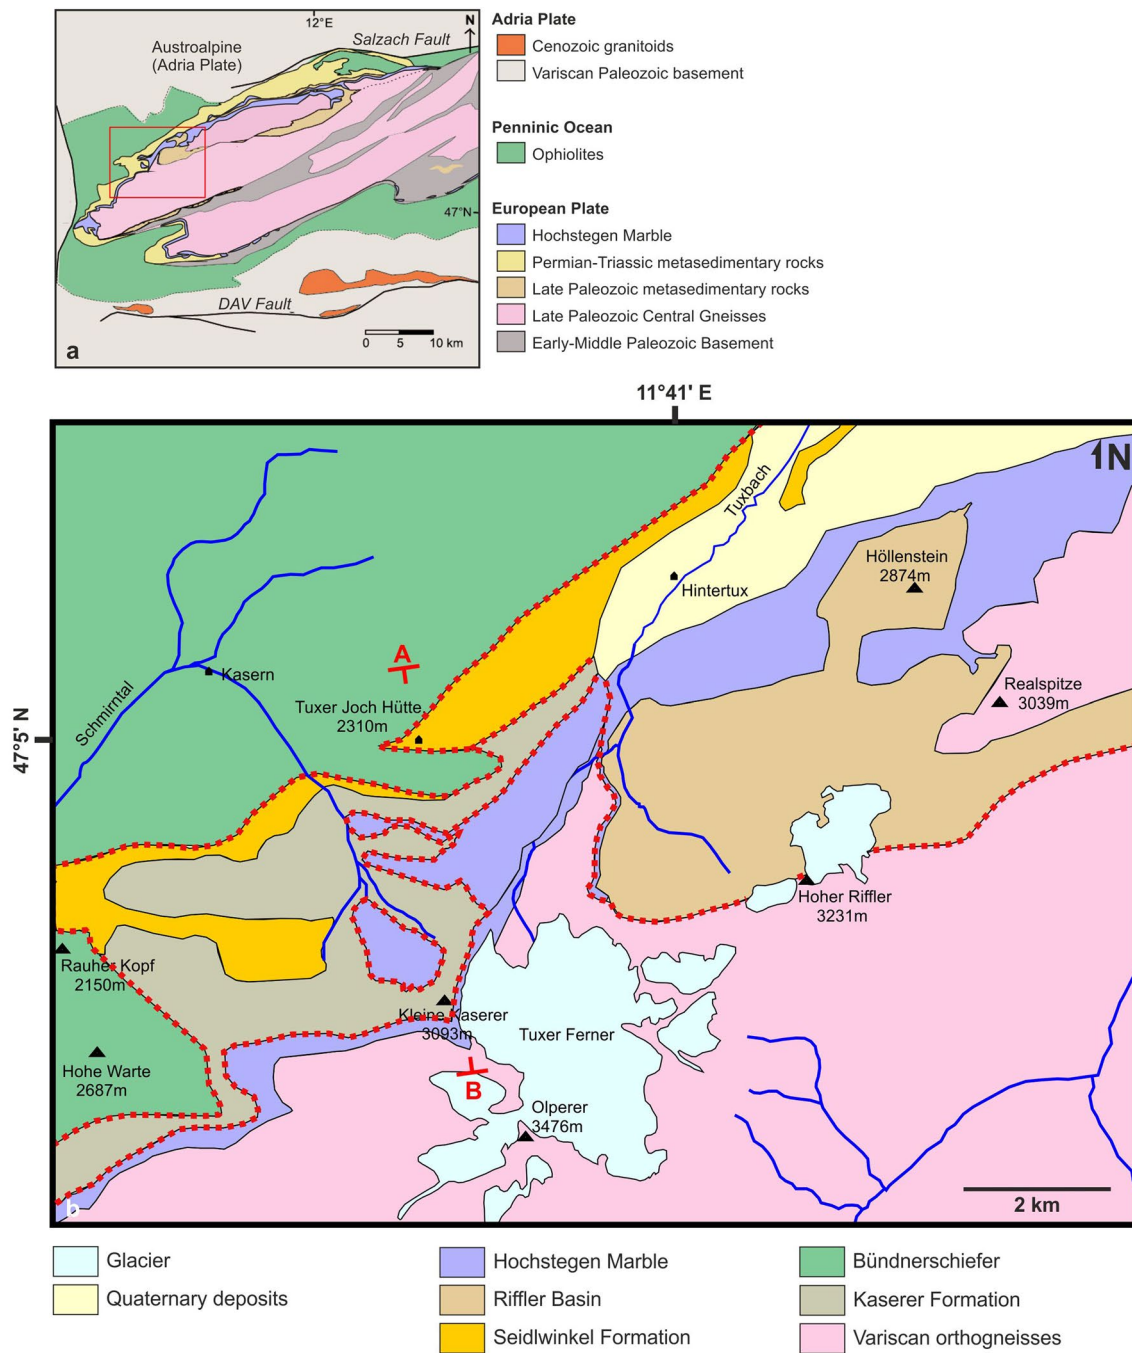 12°E
N
Salzach Fault
Austroalpine
(Adria Plate)
47°N
DAV Fault
0 5 10 km
a
Adria Plate
Cenozoic granitoids
Variscan Paleozoic basement
Penninic Ocean
Ophiolites
European Plate
Hochstegen Marble
Permian-Triassic metasedimentary rocks
Late Paleozoic metasedimentary rocks
Late Paleozoic Central Gneisses
Early-Middle Paleozoic Basement
11°41' E
N
Tuxbach
Höllenstein
2874m
Hintertux
A
Kasern
Schmirntal
Tuxer Joch Hütte
2310m
Realspitze
3039m
47°5' N
Hoher Riffler
3231m
Rauher Kopf
2150m
Kleine Kaserer
3093m
Tuxer Ferner
Hohe Warte
2687m
B
Olperer
3476m
2 km
b
Glacier
Quaternary deposits
Hochstegen Marble
Riffler Basin
Seidlwinkel Formation
Bündnerschiefer
Kaserer Formation
Variscan orthogneisses